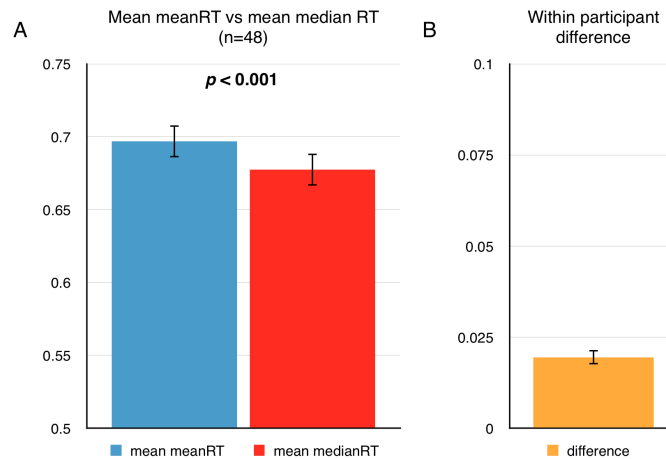 A
Mean meanRT vs mean median RT
(n=48)
p < 0.001
0.75
0.7
0.65
0.6
0.55
0.5
mean meanRT
mean medianRT
B
Within participant
difference
0.1
0.075
0.05
0.025
0
difference